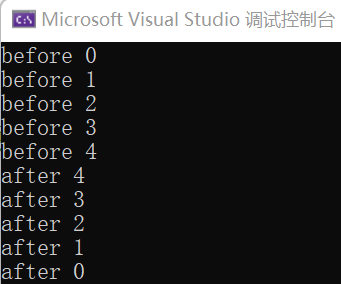 C:\
Microsoft Visual Studio 调试控制台
before 0
before 1
before 2
before 3
before 4
after 4
after 3
after 2
after 1
after 0